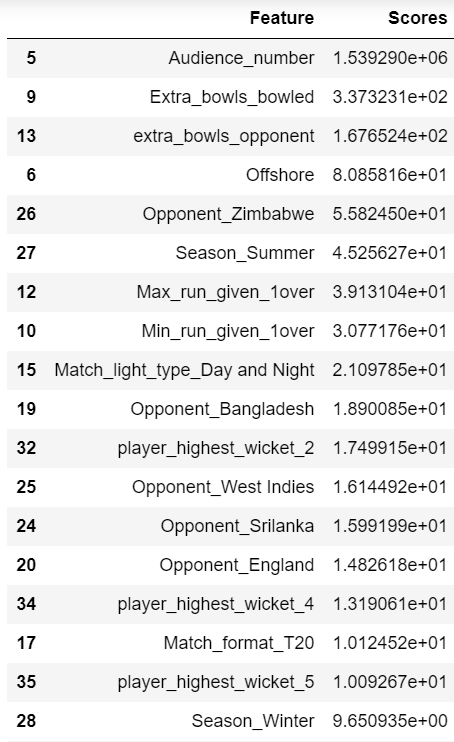 Feature Scores
5 Audience_number 1.539290e+06
9 Extra_bowls_bowled 3.373231e+02
13 extra_bowls_opponent 1.676524e+02
6 Offshore 8.085816e+01
26 Opponent_Zimbabwe 5.582450e+01
27 Season_Summer 4.525627e+01
12 Max_run_given_1over 3.913104e+01
10 Min_run_given_1over 3.077176e+01
15 Match_light_type_Day and Night 2.109785e+01
19 Opponent_Bangladesh 1.890085e+01
32 player_highest_wicket_2 1.749915e+01
25 Opponent_West Indies 1.614492e+01
24 Opponent_Srilanka 1.599199e+01
20 Opponent_England 1.482618e+01
34 player_highest_wicket_4 1.319061e+01
17 Match_format_T20 1.012452e+01
35 player_highest_wicket_5 1.009267e+01
28 Season_Winter 9.650935e+00